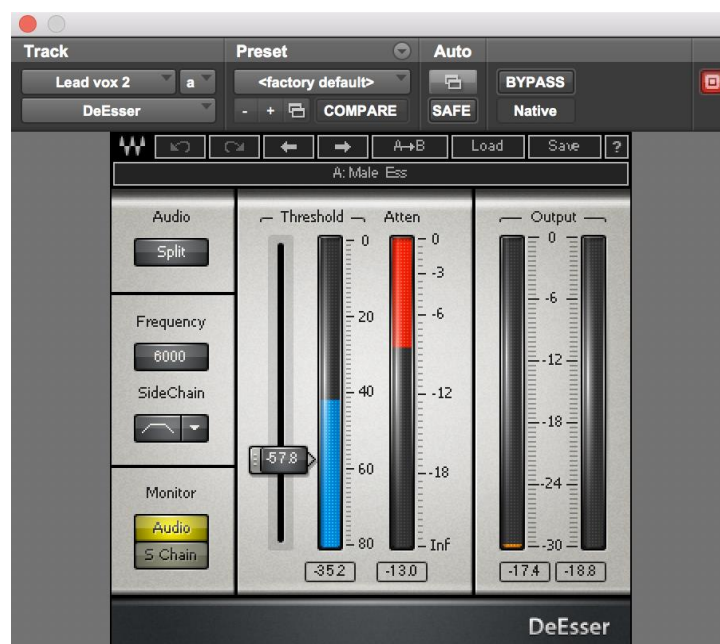 Track Preset Auto
Lead vox 2 a <factory default> BYPASS
DeEsser - + COMPARE SAFE Native
A→B Load Save ?
A: Male Ess
Audio Threshold Atten Output
Split
Frequency
6000
SideChain
Monitor
Audio
S Chain
-57.8
0
20
40
60
80
0
-3
-6
-12
-18
Inf
0
-6
-12
-18
-24
-30
-35.2 -13.0 -17.4 -18.8
DeEsser